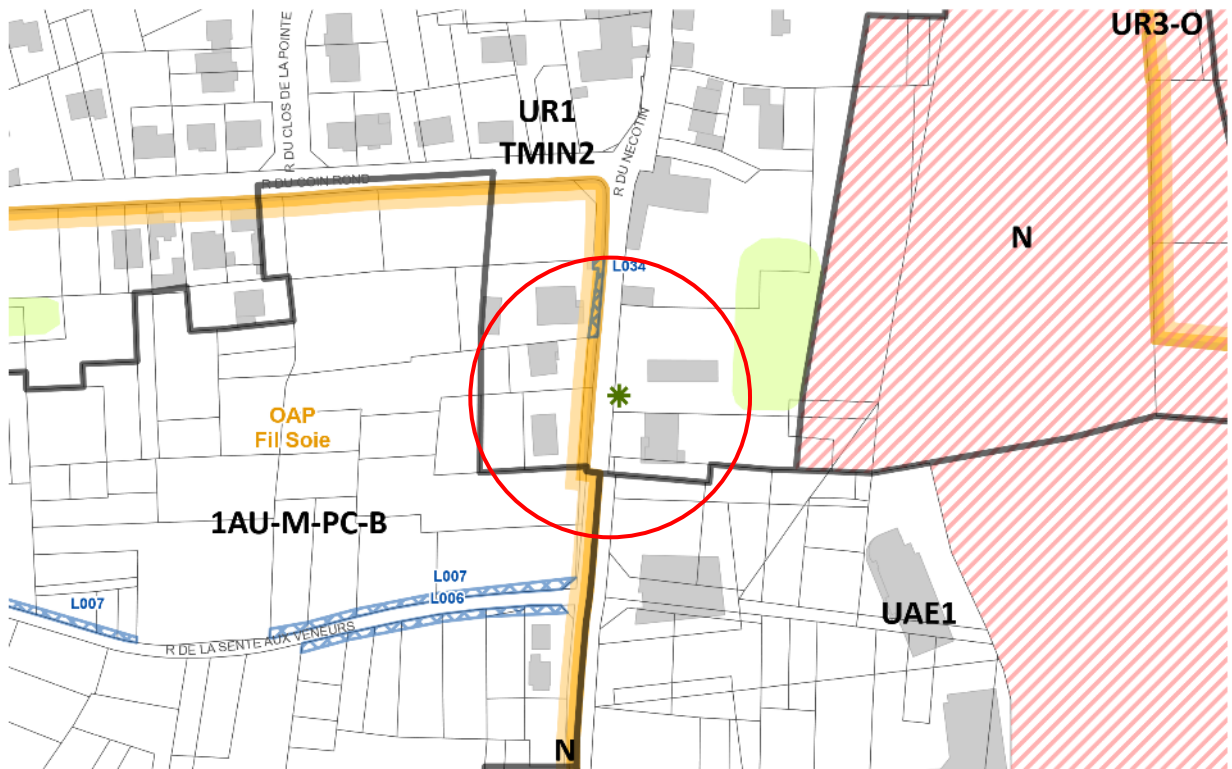 UR3-O
R DU CLOS DE LA POINTE
UR1
TMIN2
R DU NECOTIN
R DU COIN ROND
N
L034
OAP
Fil Soie
1AU-M-PC-B
L007
L006
L007
R DE LA SENTE AUX VENEURS
UAE1
N